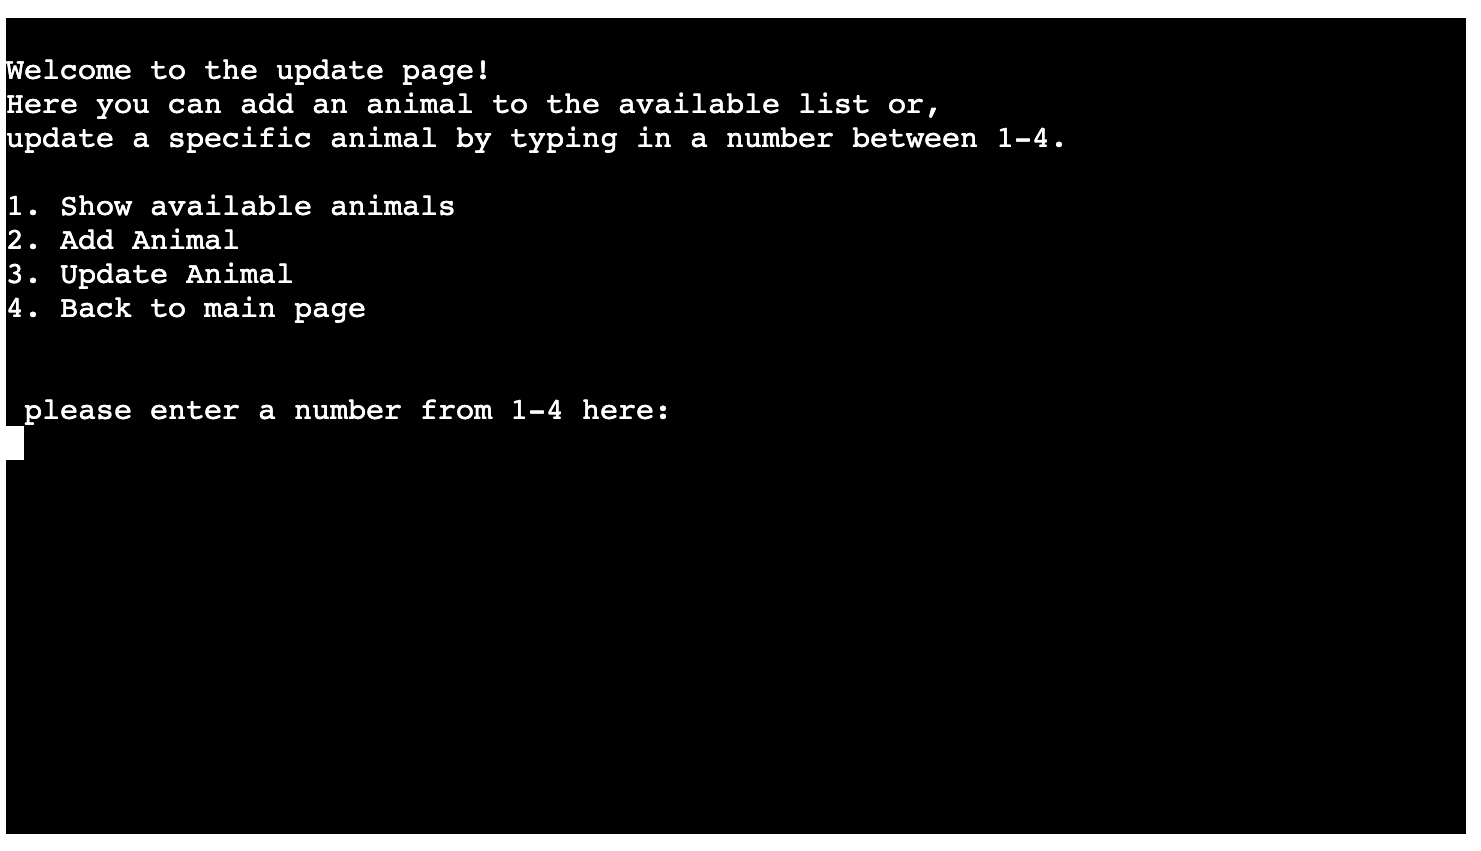 Welcome to the update page!
Here you can add an animal to the available list or,
update a specific animal by typing in a number between 1-4.
1. Show available animals
2. Add Animal
3. Update Animal
4. Back to main page
please enter a number from 1-4 here: